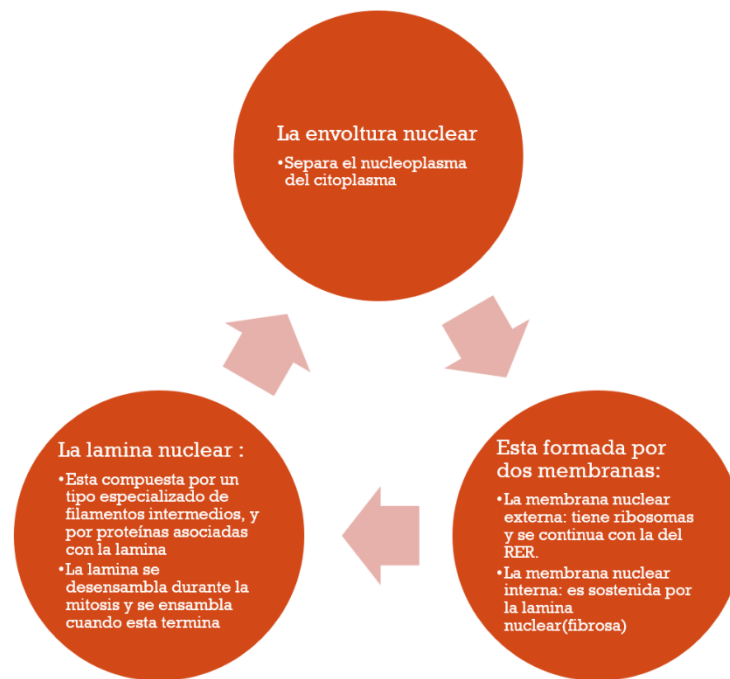 La envoltura nuclear
•Separa el nucleoplasma
del citoplasma
Esta formada por
dos membranas:
•La membrana nuclear
externa: tiene ribosomas
y se continua con la del
RER.
•La membrana nuclear
interna: es sostenida por
la lamina
nuclear(fibrosa)
La lamina nuclear :
•Esta compuesta por un
tipo especializado de
filamentos intermedios, y
por proteínas asociadas
con la lamina
•La lamina se
desensambla durante la
mitosis y se ensambla
cuando esta termina